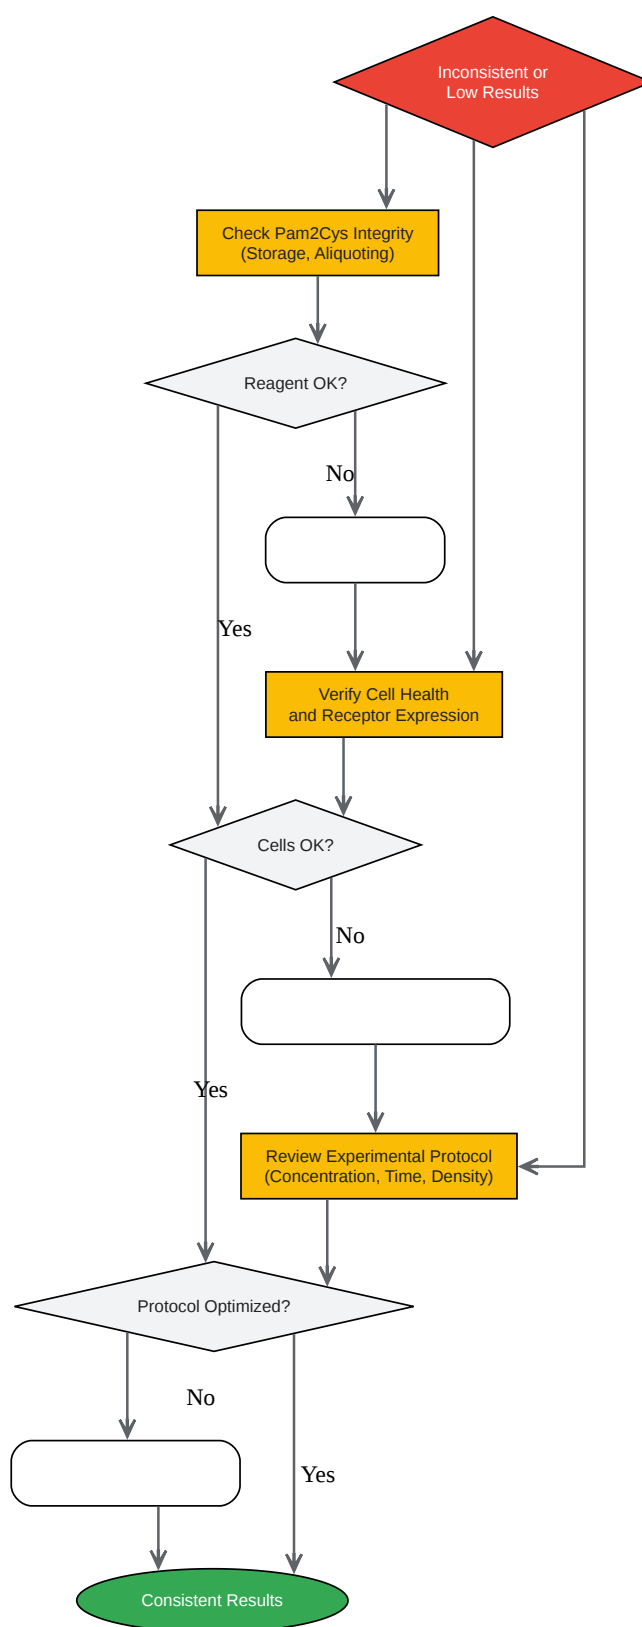 Inconsistent or
Low Results
Check Pam2Cys Integrity
(Storage, Aliquoting)
Reagent OK?
No
Yes
Verify Cell Health
and Receptor Expression
Cells OK?
No
Yes
Review Experimental Protocol
(Concentration, Time, Density)
Protocol Optimized?
No
Yes
Consistent Results